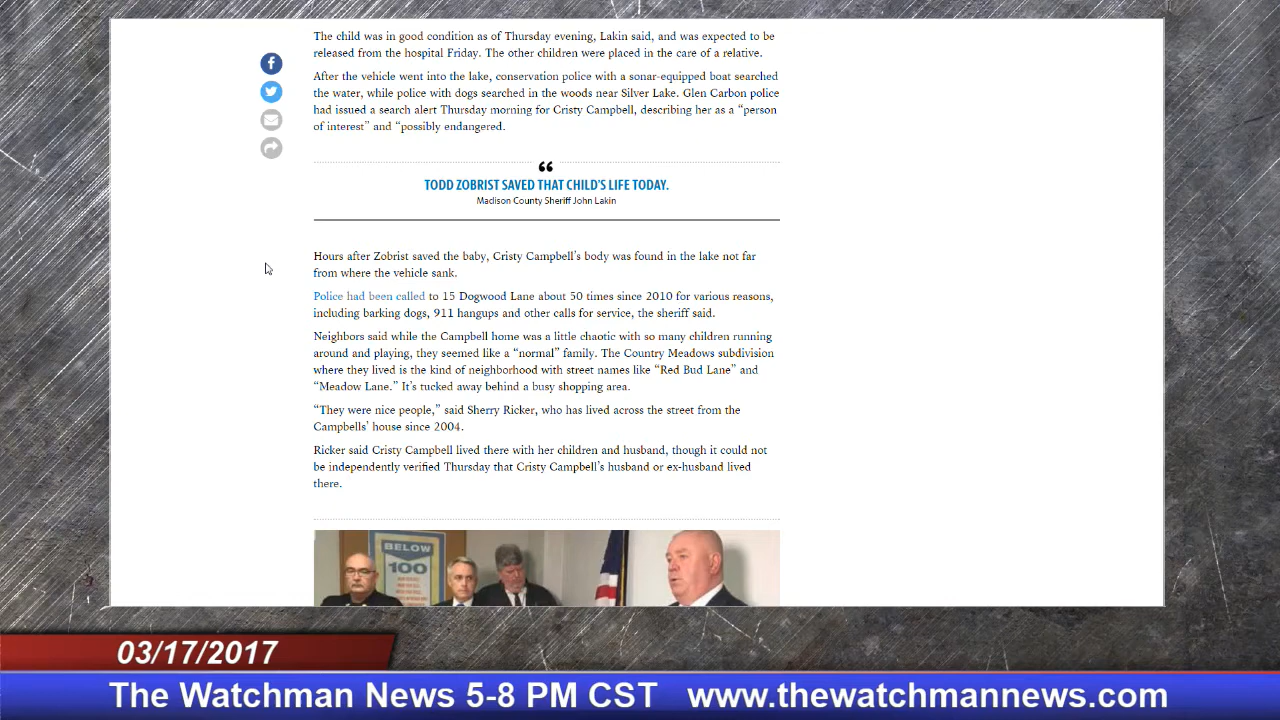 The child was in good condition as of Thursday evening, Lakin said, and was expected to be
released from the hospital Friday. The other children were placed in the care of a relative.
After the vehicle went into the lake, conservation police with a sonar-equipped boat searched
the water, while police with dogs searched in the woods near Silver Lake. Glen Carbon police
had issued a search alert Thursday morning for Cristy Campbell, describing her as a “person
of interest” and “possibly endangered.
“
TODD ZOBRIST SAVED THAT CHILD'S LIFE TODAY.
Madison County Sheriff John Lakin
Hours after Zobrist saved the baby, Cristy Campbell’s body was found in the lake not far
from where the vehicle sank.
Police had been called to 15 Dogwood Lane about 50 times since 2010 for various reasons,
including barking dogs, 911 hangups and other calls for service, the sheriff said.
Neighbors said while the Campbell home was a little chaotic with so many children running
around and playing, they seemed like a “normal” family. The Country Meadows subdivision
where they lived is the kind of neighborhood with street names like “Red Bud Lane” and
“Meadow Lane.” It’s tucked away behind a busy shopping area.
“They were nice people,” said Sherry Ricker, who has lived across the street from the
Campbells’ house since 2004.
Ricker said Cristy Campbell lived there with her children and husband, though it could not
be independently verified Thursday that Cristy Campbell’s husband or ex-husband lived
there.
BELOW
100
03/17/2017
The Watchman News 5-8 PM CST www.thewatchmannews.com